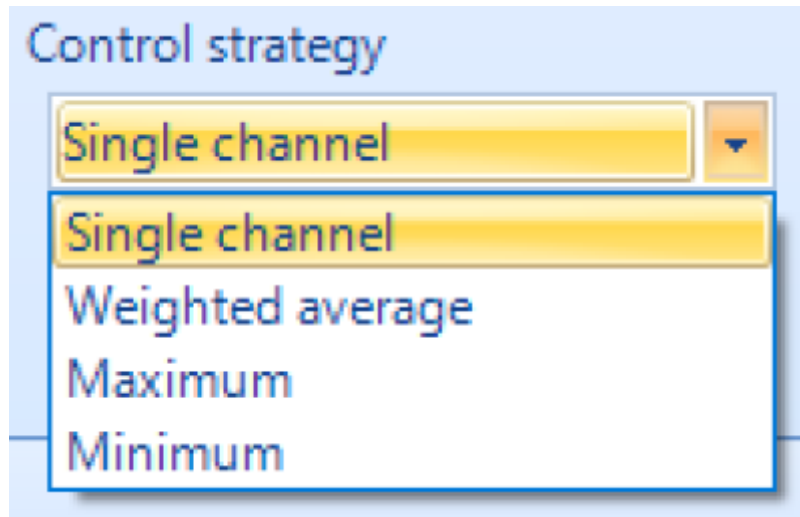 Control strategy
Single channel
Single channel
Weighted average
Maximum
Minimum